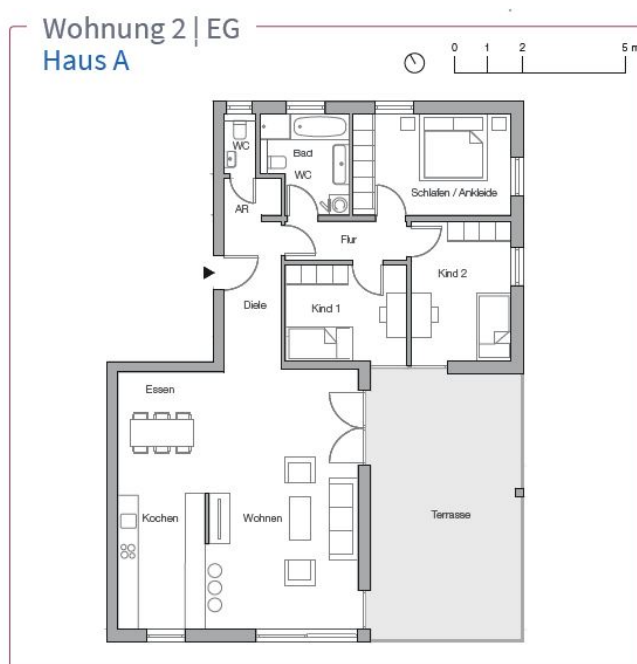 Wohnung 2 | EG
Haus A
0 1 2 5 m
WC
Bad
WC
Schlafen / Ankleide
AR
Flur
Kind 2
Diele
Kind 1
Essen
Kochen
Wohnen
Terrasse